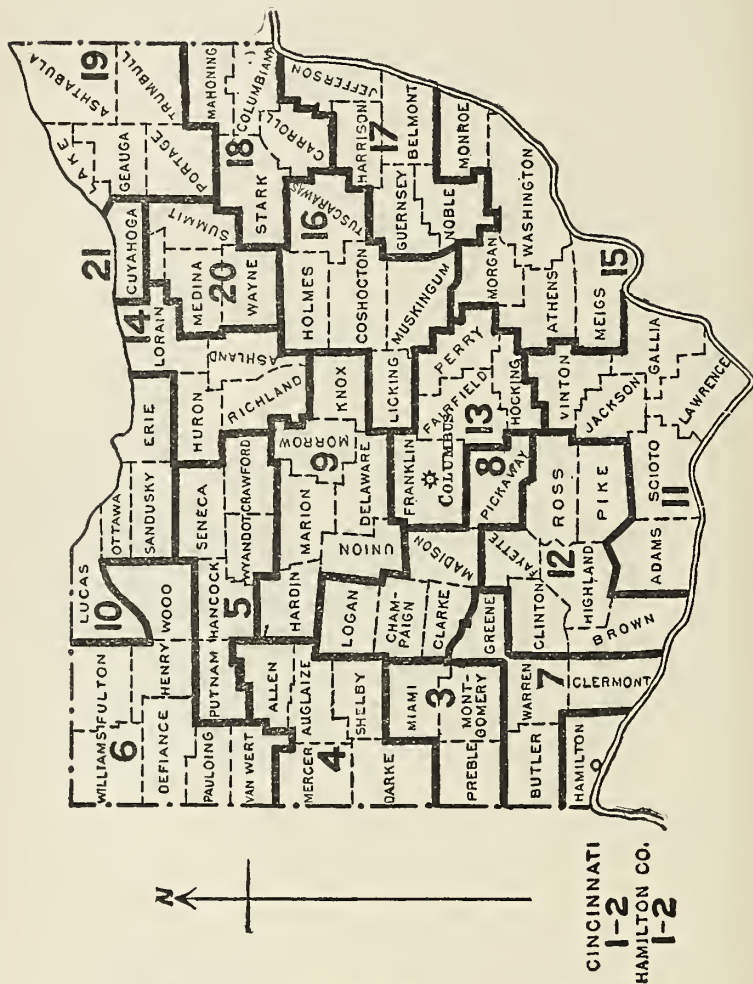 N
CINCINNATI
1-2
HAMILTON CO.
1-2
WILLIAMS
FULTON
6
DEFIANCE
HENRY
PAULDING
VAN WERT
LUCAS
10
WOOD
PUTNAM
HANCOCK
5
OTTAWA
SANDUSKY
ERIE
SENECA
WYANDOT
CRAWFORD
HURON
LORAIN
14
RICHLAND
ASHLAND
CUYAHOGA
21
MEDINA
20
SUMMIT
WAYNE
LAKE
GEAUGA
ASHTABULA
19
TRUMBULL
PORTAGE
MAHONING
COLUMBIANA
18
STARK
CARROLL
JEFFERSON
HARRISON
17
BELMONT
GUERNSEY
NOBLE
MONROE
TUSCARAWAS
16
HOLMES
COSHOCTON
MUSKINGUM
LICKING
KNOX
MORROW
9
MARION
DELAWARE
UNION
HARDIN
ALLEN
AUGLAIZE
MERCER
4
SHELBY
DARKE
MIAMI
3
MONT-
GOMERY
PREBLE
LOGAN
CHAM-
PAIGN
CLARKE
MADISON
GREENE
FAYETTE
FRANKLIN
COLUMBUS
FAIRFIELD
PERRY
13
8
PICKAWAY
HOCKING
MORGAN
WASHINGTON
ATHENS
MEIGS
15
VINTON
JACKSON
GALLIA
LAWRENCE
SCIOTO
11
ADAMS
ROSS
PIKE
12
HIGHLAND
CLINTON
BROWN
WARREN
7
CLERMONT
BUTLER
HAMILTON